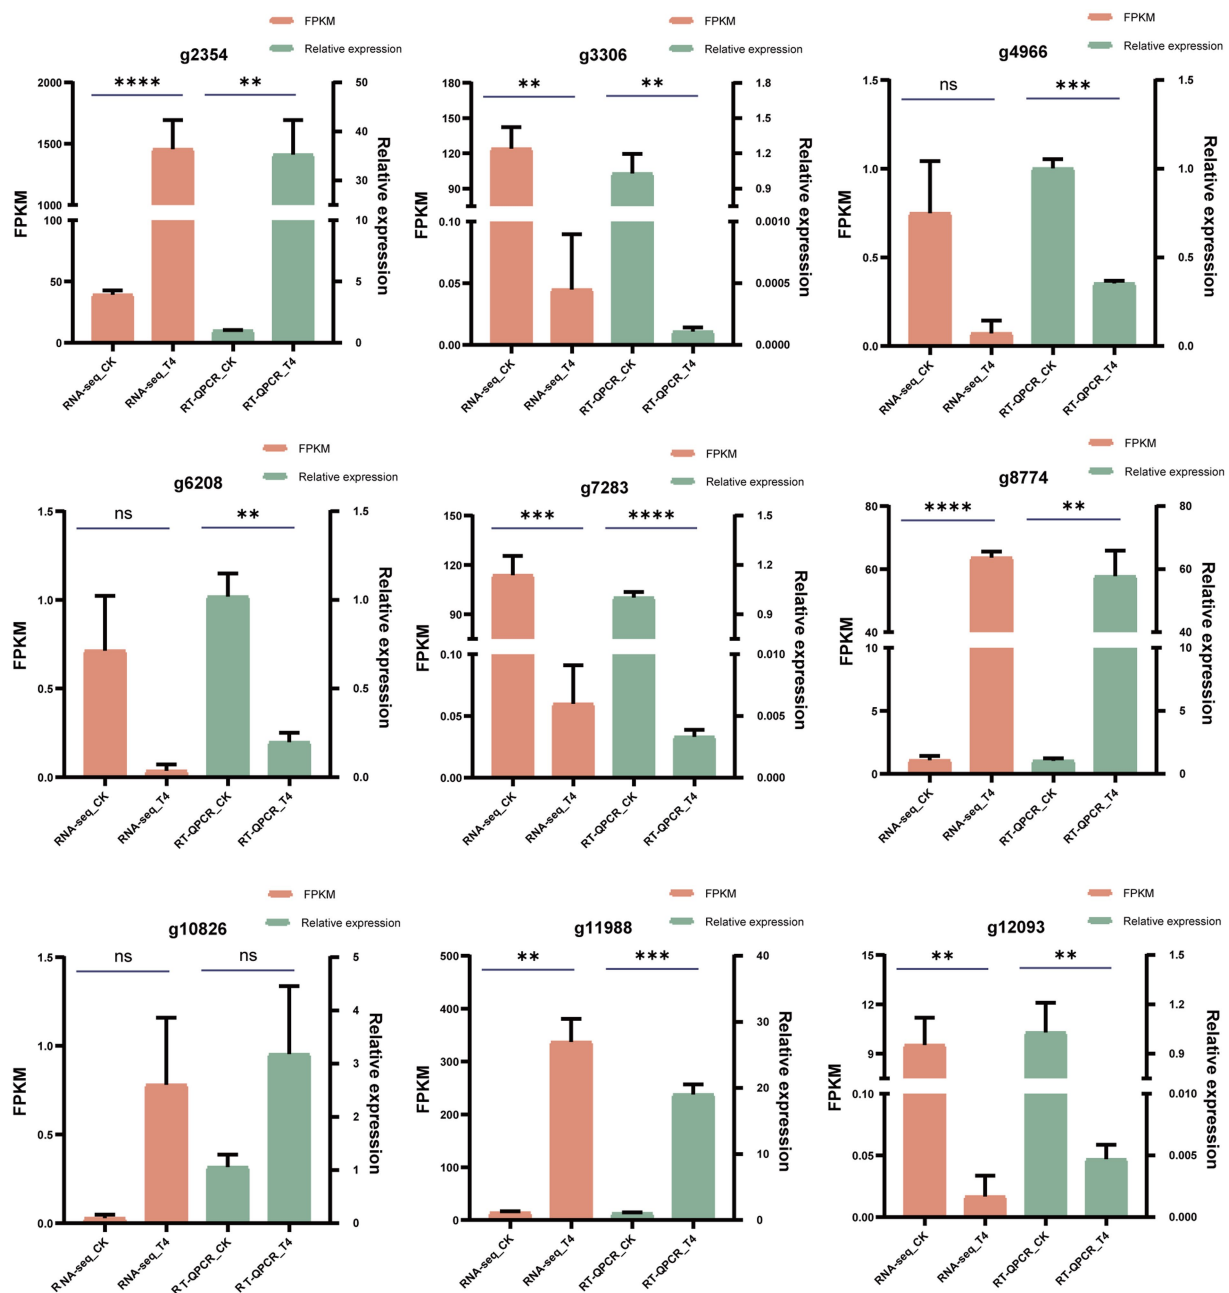 FPKM
Relative expression
g2354
**** **
2000
1500
1000
100
50
0
50
40
30
10
5
0
FPKM
Relative expression
RNA-seq_CK
RNA-seq_T4
RT-QPCR_CK
RT-QPCR_T4
FPKM
Relative expression
g3306
** **
180
150
120
90
0.10
0.05
0.00
1.8
1.5
1.2
0.9
0.0010
0.0005
0.0000
FPKM
Relative expression
RNA-seq_CK
RNA-seq_T4
RT-QPCR_CK
RT-QPCR_T4
FPKM
Relative expression
g4966
ns ***
1.5
1.0
0.5
0.0
1.5
1.0
0.5
0.0
FPKM
Relative expression
RNA-seq_CK
RNA-seq_T4
RT-QPCR_CK
RT-QPCR_T4
FPKM
Relative expression
g6208
ns **
1.5
1.0
0.5
0.0
1.5
1.0
0.5
0.0
FPKM
Relative expression
RNA-seq_CK
RNA-seq_T4
RT-QPCR_CK
RT-QPCR_T4
FPKM
Relative expression
g7283
*** ****
150
120
90
0.10
0.05
0.00
1.5
1.2
0.9
0.010
0.005
0.000
FPKM
Relative expression
RNA-seq_CK
RNA-seq_T4
RT-QPCR_CK
RT-QPCR_T4
FPKM
Relative expression
g8774
**** **
80
60
40
10
5
0
80
60
40
10
5
0
FPKM
Relative expression
RNA-seq_CK
RNA-seq_T4
RT-QPCR_CK
RT-QPCR_T4
FPKM
Relative expression
g10826
ns ns
1.5
1.0
0.5
0.0
5
4
3
2
1
0
FPKM
Relative expression
RNA-seq_CK
RNA-seq_T4
RT-QPCR_CK
RT-QPCR_T4
FPKM
Relative expression
g11988
** ***
500
400
300
200
100
0
40
30
20
10
0
FPKM
Relative expression
RNA-seq_CK
RNA-seq_T4
RT-QPCR_CK
RT-QPCR_T4
FPKM
Relative expression
g12093
** **
15
12
9
0.10
0.05
0.00
1.5
1.2
0.9
0.010
0.005
0.000
FPKM
Relative expression
RNA-seq_CK
RNA-seq_T4
RT-QPCR_CK
RT-QPCR_T4